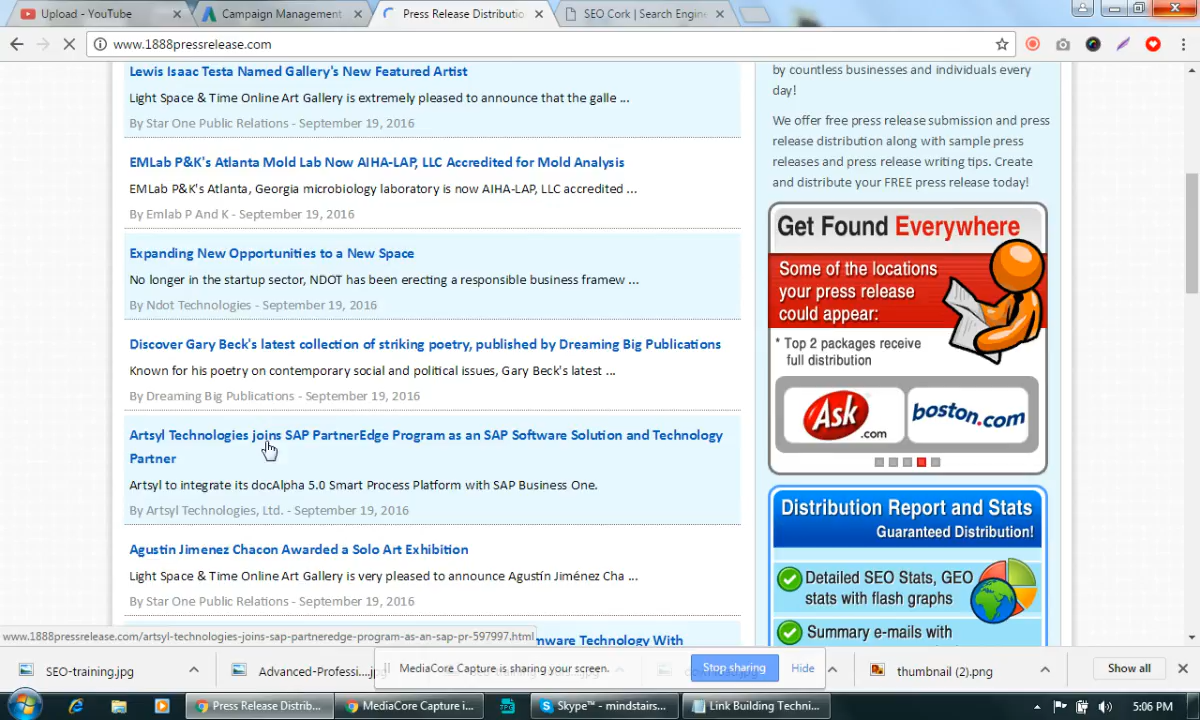 Upload - YouTube
Campaign Management
Press Release Distributio
SEO Cork | Search Engin
www.1888pressrelease.com
Lewis Isaac Testa Named Gallery's New Featured Artist
Light Space & Time Online Art Gallery is extremely pleased to announce that the galle ...
By Star One Public Relations - September 19, 2016
EMLab P&K's Atlanta Mold Lab Now AIHA-LAP, LLC Accredited for Mold Analysis
EMLab P&K's Atlanta, Georgia microbiology laboratory is now AIHA-LAP, LLC accredited ...
By Emlab P And K - September 19, 2016
Expanding New Opportunities to a New Space
No longer in the startup sector, NDOT has been erecting a responsible business framew ...
By Ndot Technologies - September 19, 2016
Discover Gary Beck's latest collection of striking poetry, published by Dreaming Big Publications
Known for his poetry on contemporary social and political issues, Gary Beck's latest ...
By Dreaming Big Publications - September 19, 2016
Artsyl Technologies joins SAP PartnerEdge Program as an SAP Software Solution and Technology
Partner
Artsyl to integrate its docAlpha 5.0 Smart Process Platform with SAP Business One.
By Artsyl Technologies, Ltd. - September 19, 2016
Agustin Jimenez Chacon Awarded a Solo Art Exhibition
Light Space & Time Online Art Gallery is very pleased to announce Agustín Jiménez Cha ...
By Star One Public Relations - September 19, 2016
mware Technology With
by countless businesses and individuals every
day!
We offer free press release submission and press
release distribution along with sample press
releases and press release writing tips. Create
and distribute your FREE press release today!
Get Found Everywhere
Some of the locations
your press release
could appear:
* Top 2 packages receive
full distribution
Ask.com
boston.com
Distribution Report and Stats
Guaranteed Distribution!
Detailed SEO Stats, GEO
stats with flash graphs
Summary e-mails with
www.1888pressrelease.com/artsyl-technologies-joins-sap-partneredge-program-as-an-sap-pr-597997.html
SEO-training.jpg
Advanced-Professi....jpg
MediaCore Capture is sharing your screen.
Stop sharing
Hide
thumbnail (2).png
Show all
Press Release Distrib...
MediaCore Capture i...
Skype™ - mindstairs...
Link Building Techni...
5:06 PM